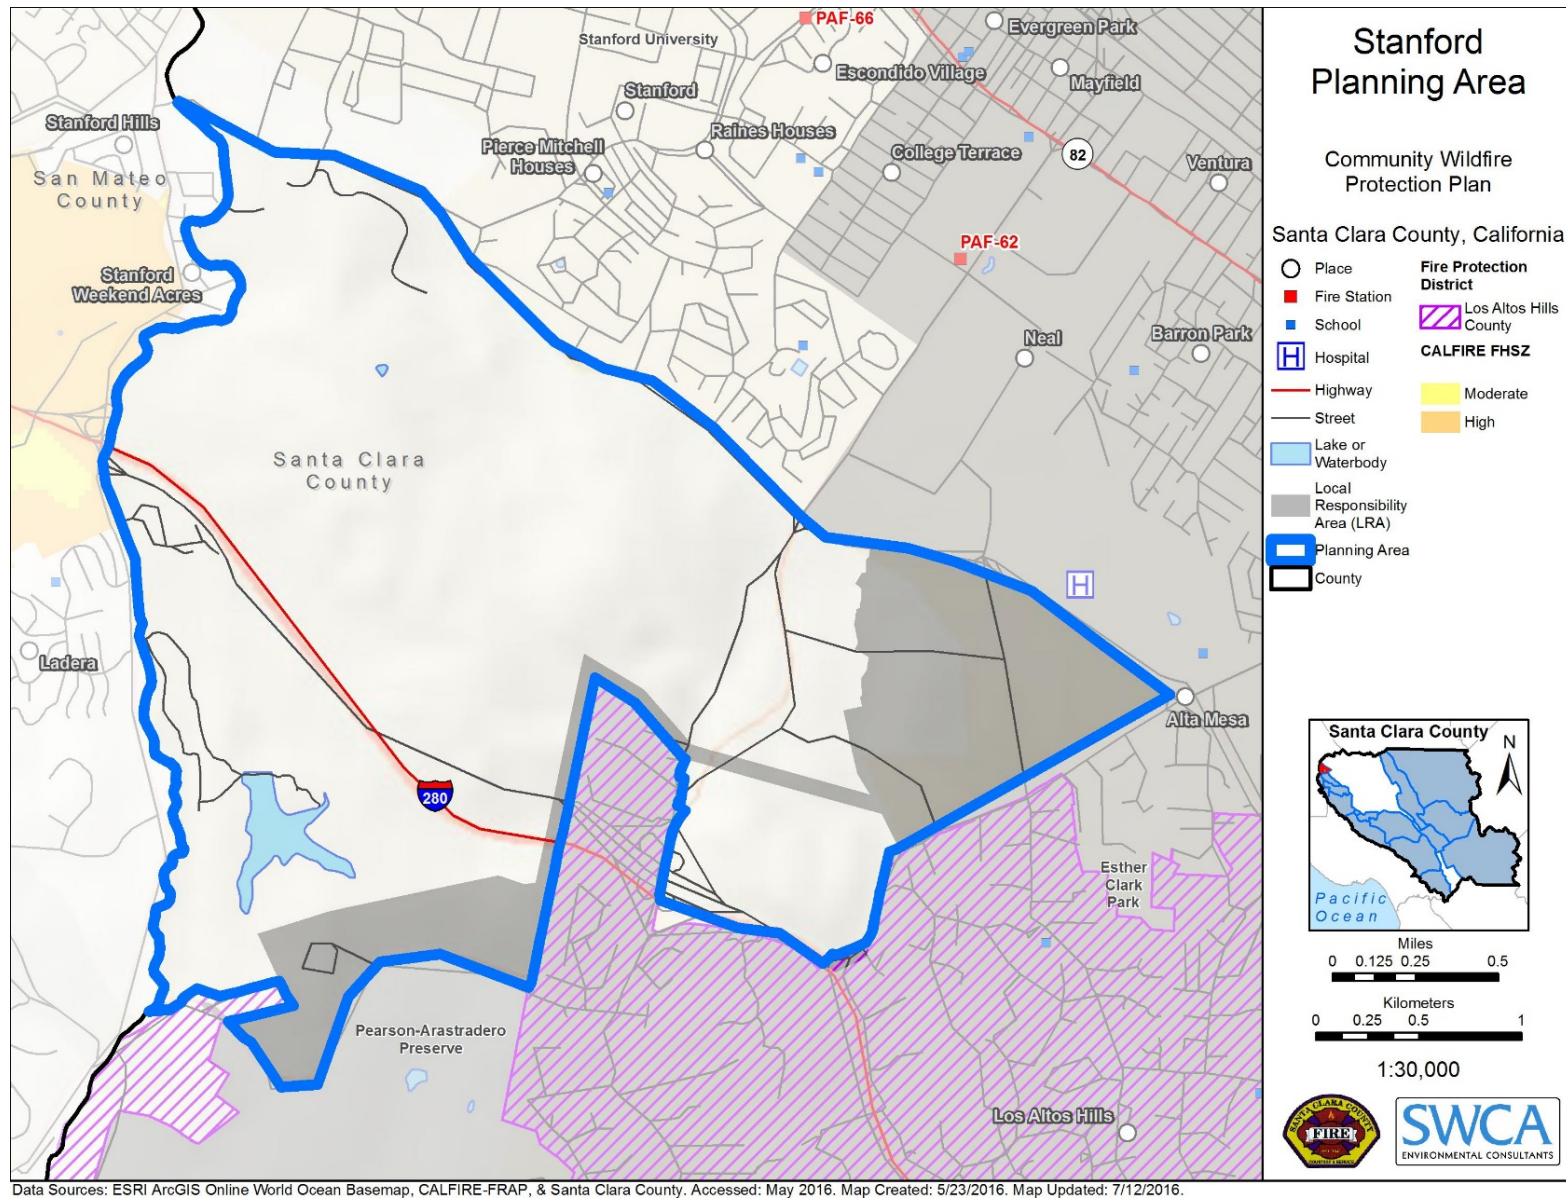 PAF-66
Evergreen Park
Stanford University
Escondido Village
Mayfield
Stanford
Stanford Hills
Raines Houses
Pierce Mitchell
Houses
College Terrace
82
Ventura
San Mateo
County
PAF-62
Stanford
Weekend Acres
Neal
Barron Park
Santa Clara
County
H
Ladera
Alta Mesa
280
Esther
Clark
Park
Pearson-Arastradero
Preserve
Los Altos Hills
Stanford
Planning Area
Community Wildfire
Protection Plan
Santa Clara County, California
Place
Fire Station
School
H Hospital
Highway
Street
Lake or
Waterbody
Local
Responsibility
Area (LRA)
Planning Area
County
Fire Protection
District
Los Altos Hills
County
CALFIRE FHSZ
Moderate
High
Santa Clara County
N
Pacific
Ocean
Miles
0 0.125 0.25 0.5
Kilometers
0 0.25 0.5 1
1:30,000
SANTA CLARA COUNTY
FIRE
SWCA
ENVIRONMENTAL CONSULTANTS
Data Sources: ESRI ArcGIS Online World Ocean Basemap, CALFIRE-FRAP, & Santa Clara County. Accessed: May 2016. Map Created: 5/23/2016. Map Updated: 7/12/2016.